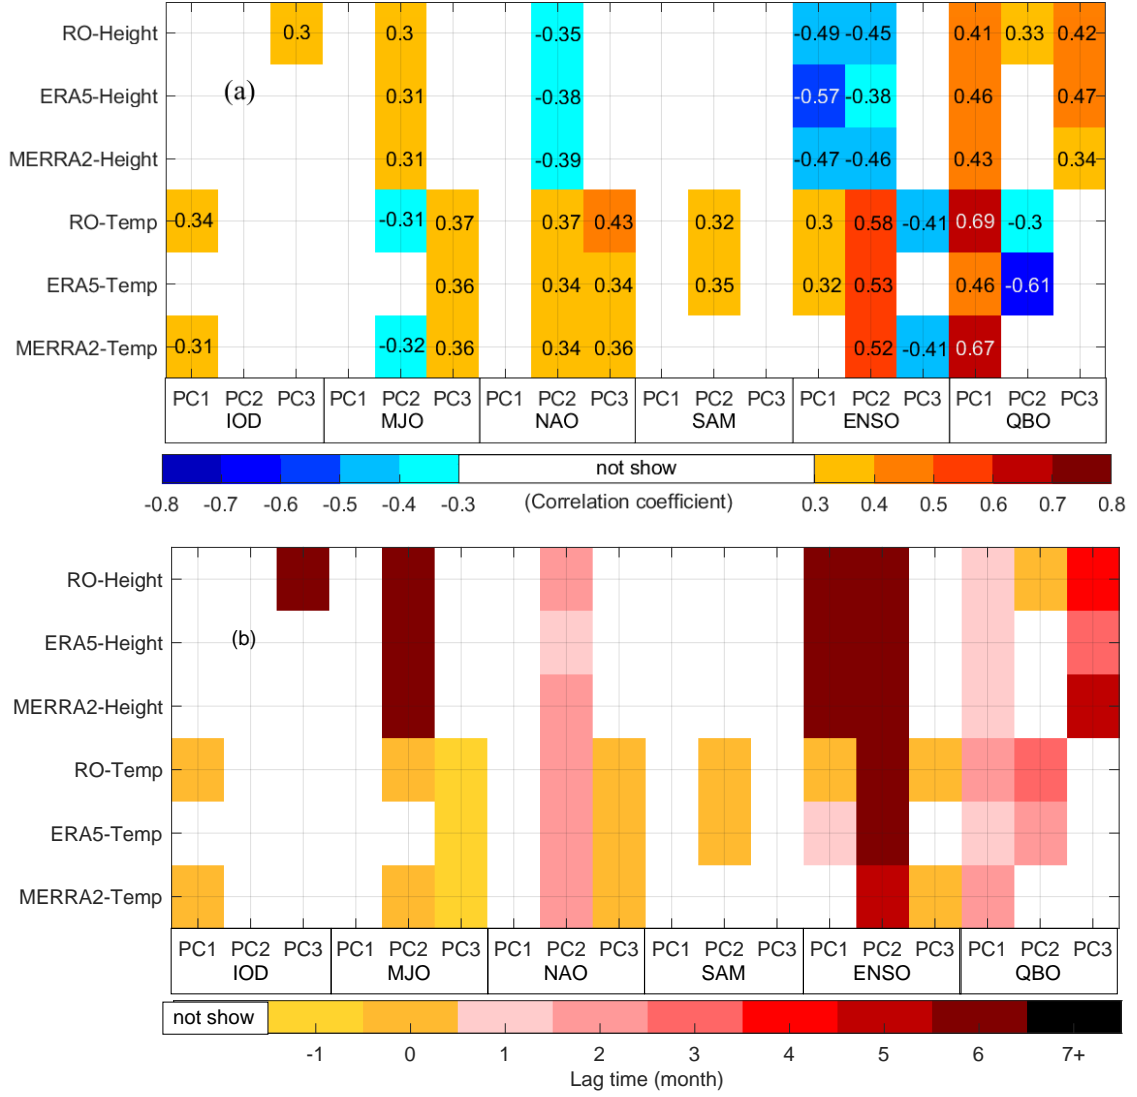 RO-Height 0.3 0.3 -0.35 -0.49 -0.45 0.41 0.33 0.42
(a)
ERA5-Height 0.31 -0.38 -0.57 -0.38 0.46 0.47
MERRA2-Height 0.31 -0.39 -0.47 -0.46 0.43 0.34
RO-Temp 0.34 -0.31 0.37 0.37 0.43 0.32 0.3 0.58 -0.41 0.69 -0.3
ERA5-Temp 0.36 0.34 0.34 0.35 0.32 0.53 0.46 -0.61
MERRA2-Temp 0.31 -0.32 0.36 0.34 0.36 0.52 -0.41 0.67
PC1 PC2 PC3 PC1 PC2 PC3 PC1 PC2 PC3 PC1 PC2 PC3 PC1 PC2 PC3 PC1 PC2 PC3
IOD MJO NAO SAM ENSO QBO
not show
-0.8 -0.7 -0.6 -0.5 -0.4 -0.3 (Correlation coefficient) 0.3 0.4 0.5 0.6 0.7 0.8
RO-Height
(b)
ERA5-Height
MERRA2-Height
RO-Temp
ERA5-Temp
MERRA2-Temp
PC1 PC2 PC3 PC1 PC2 PC3 PC1 PC2 PC3 PC1 PC2 PC3 PC1 PC2 PC3 PC1 PC2 PC3
IOD MJO NAO SAM ENSO QBO
not show
-1 0 1 2 3 4 5 6 7+
Lag time (month)